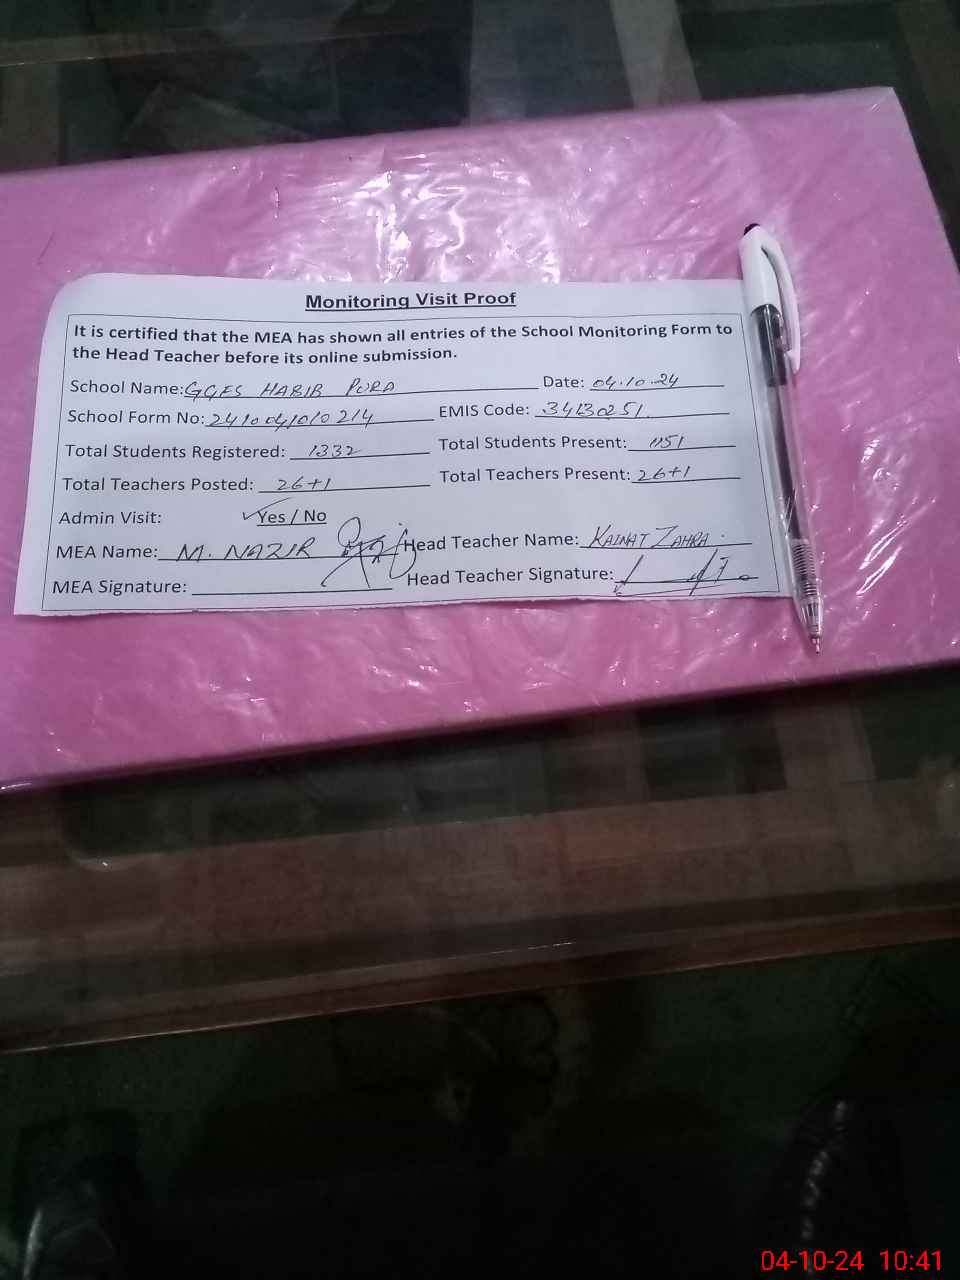 Monitoring Visit Proof
It is certified that the MEA has shown all entries of the School Monitoring Form to
the Head Teacher before its online submission.
School Name: GGES HABIB PURA Date: 04.10.24
School Form No: 2410041010214 EMIS Code: 34130251
Total Students Registered: 1332 Total Students Present: 1151
Total Teachers Posted: 26+1 Total Teachers Present: 26+1
Admin Visit: ✓Yes / No
MEA Name: M. NAZIR Head Teacher Name: KAINAT ZAHRA
MEA Signature: Head Teacher Signature:
04-10-24 10:41